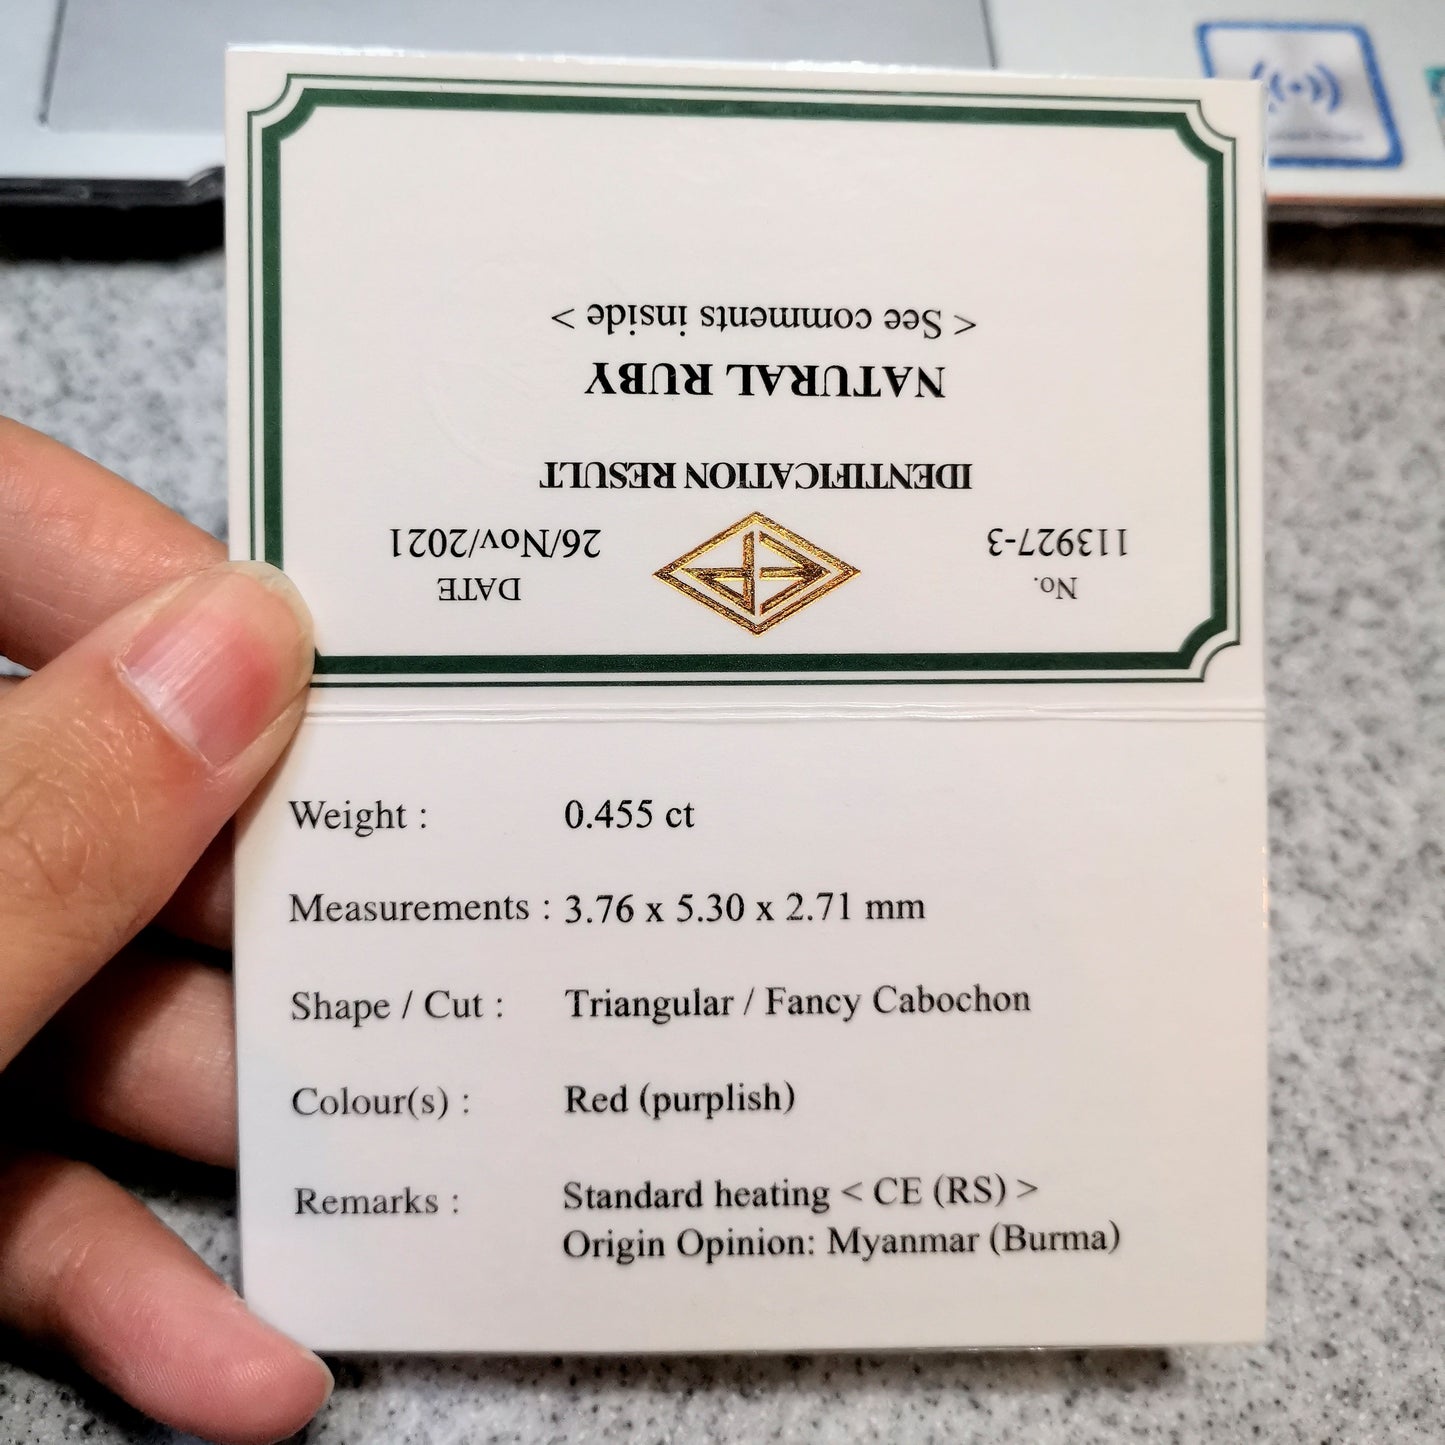 No.
113927-3
DATE
26/Nov/2021
IDENTIFICATION RESULT
NATURAL RUBY
< See comments inside >
Weight : 0.455 ct
Measurements : 3.76 x 5.30 x 2.71 mm
Shape / Cut : Triangular / Fancy Cabochon
Colour(s) : Red (purplish)
Remarks : Standard heating < CE (RS) >
Origin Opinion: Myanmar (Burma)